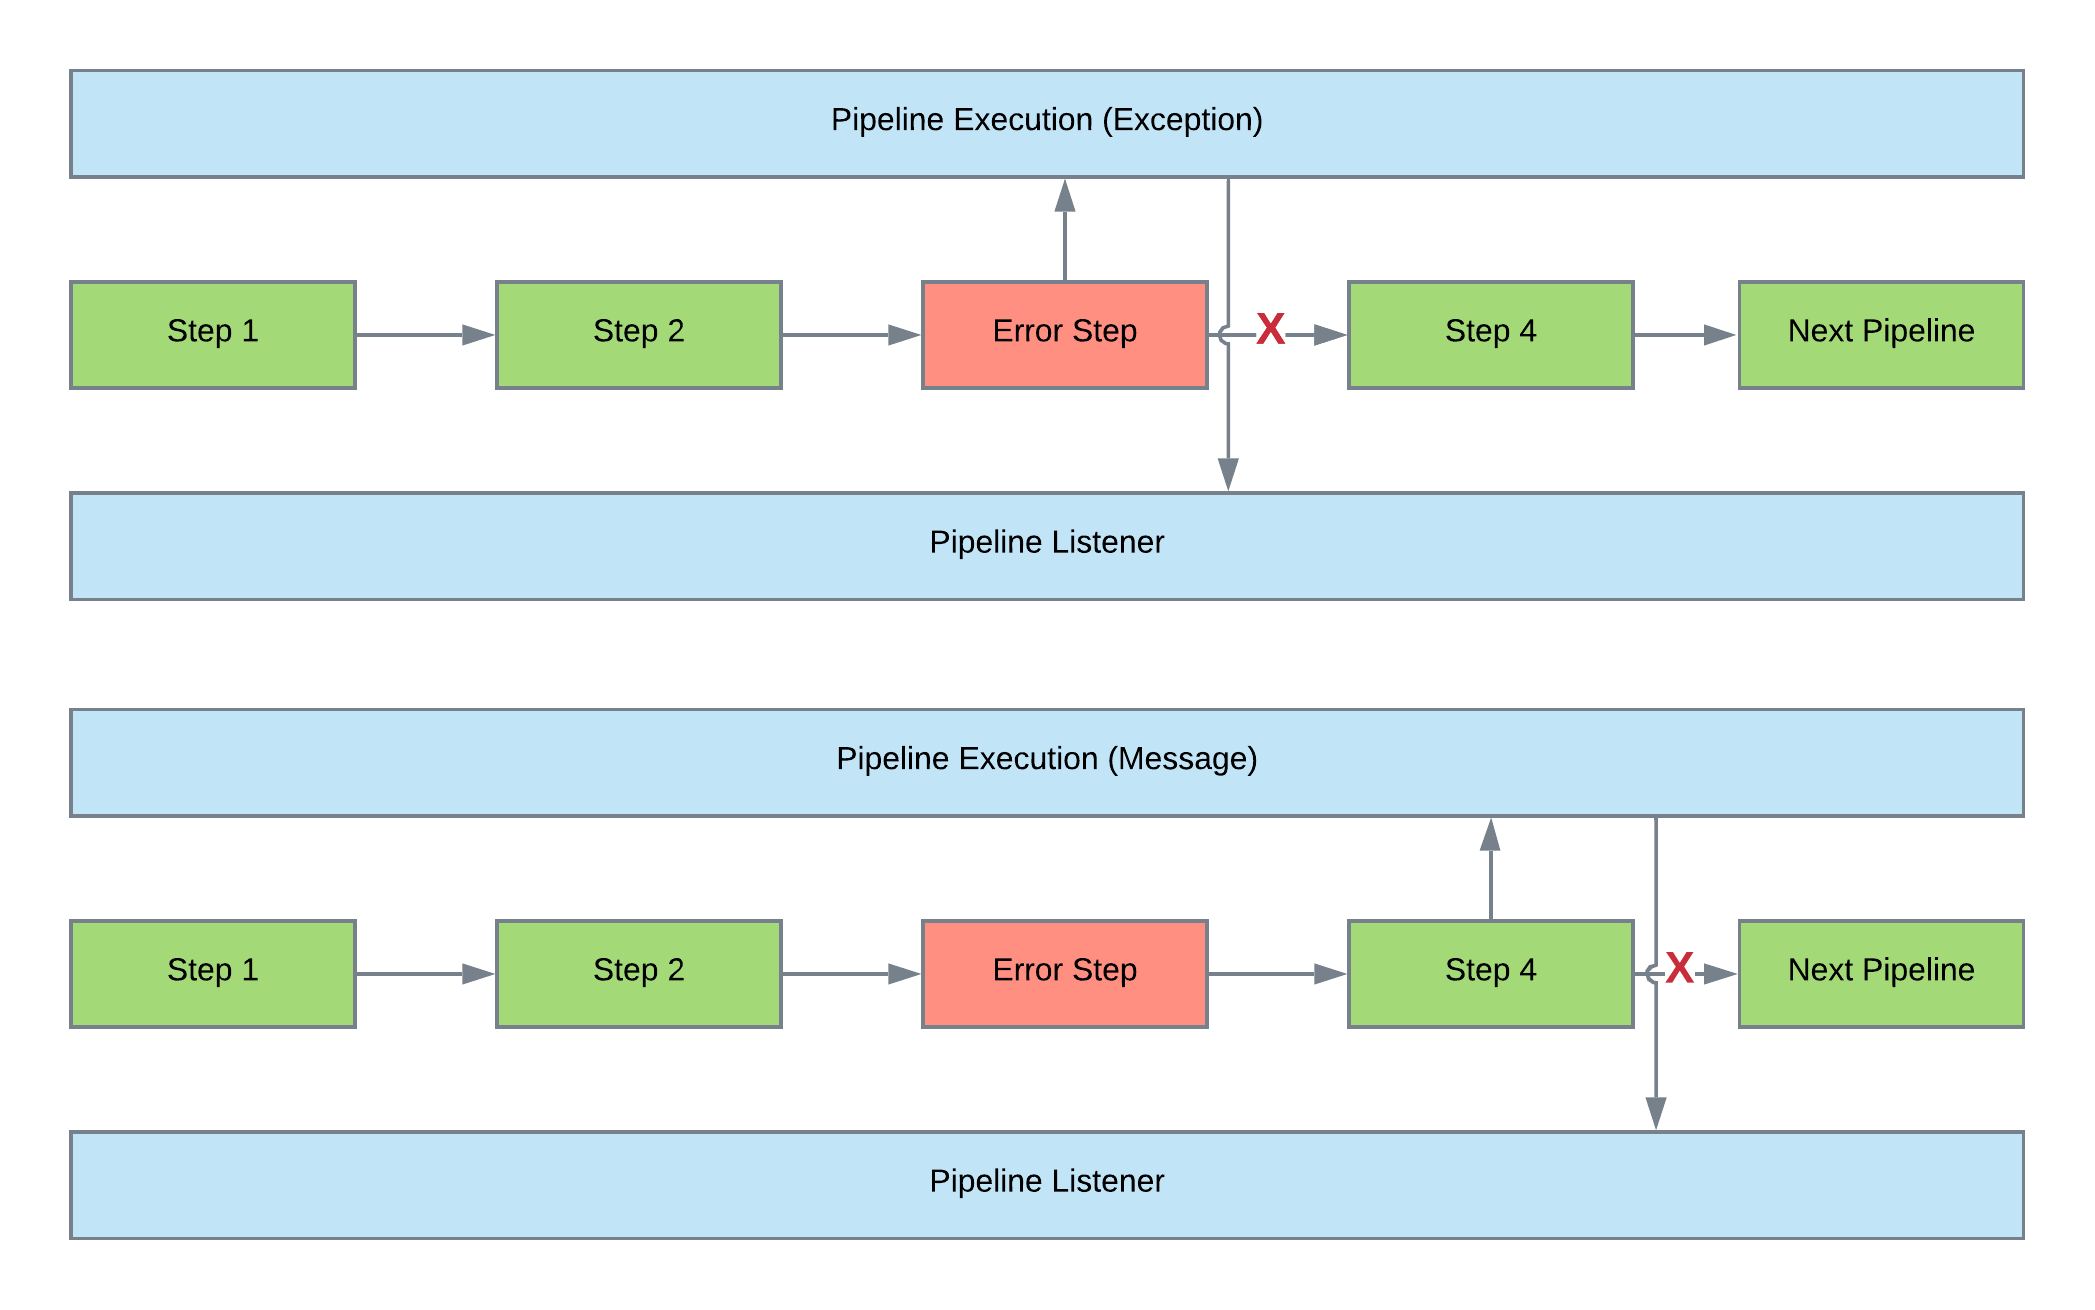 Pipeline Execution (Exception)
Step 1
Step 2
Error Step
X
Step 4
Next Pipeline
Pipeline Listener
Pipeline Execution (Message)
Step 1
Step 2
Error Step
Step 4
X
Next Pipeline
Pipeline Listener